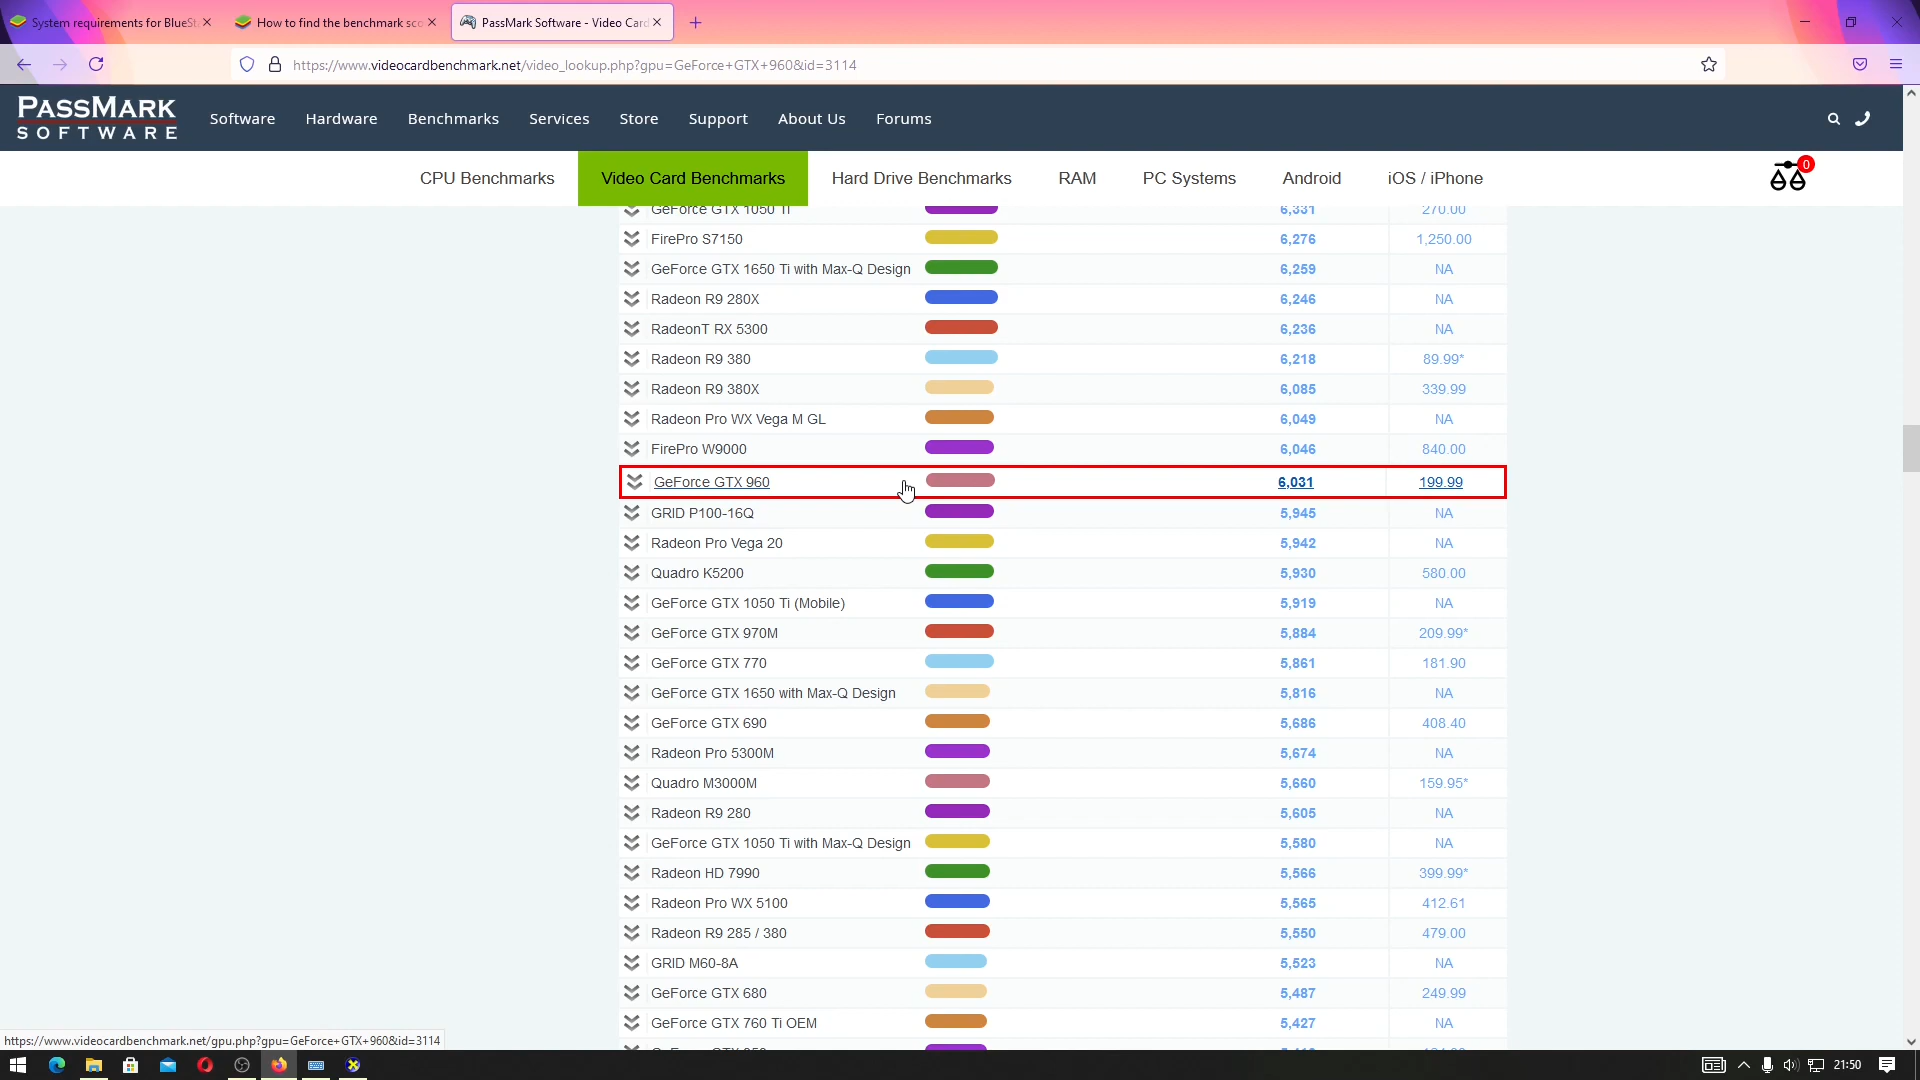 System requirements for BlueSt
How to find the benchmark sco
PassMark Software - Video Card
https://www.videocardbenchmark.net/video_lookup.php?gpu=GeForce+GTX+960&id=3114
PASSMARK
SOFTWARE
Software
Hardware
Benchmarks
Services
Store
Support
About Us
Forums
CPU Benchmarks
Video Card Benchmarks
Hard Drive Benchmarks
RAM
PC Systems
Android
iOS / iPhone
0
GeForce GTX 1050 Ti 6,331 270.00
FirePro S7150 6,276 1,250.00
GeForce GTX 1650 Ti with Max-Q Design 6,259 NA
Radeon R9 280X 6,246 NA
RadeonT RX 5300 6,236 NA
Radeon R9 380 6,218 89.99*
Radeon R9 380X 6,085 339.99
Radeon Pro WX Vega M GL 6,049 NA
FirePro W9000 6,046 840.00
GeForce GTX 960 6,031 199.99
GRID P100-16Q 5,945 NA
Radeon Pro Vega 20 5,942 NA
Quadro K5200 5,930 580.00
GeForce GTX 1050 Ti (Mobile) 5,919 NA
GeForce GTX 970M 5,884 209.99*
GeForce GTX 770 5,861 181.90
GeForce GTX 1650 with Max-Q Design 5,816 NA
GeForce GTX 690 5,686 408.40
Radeon Pro 5300M 5,674 NA
Quadro M3000M 5,660 159.95*
Radeon R9 280 5,605 NA
GeForce GTX 1050 Ti with Max-Q Design 5,580 NA
Radeon HD 7990 5,566 399.99*
Radeon Pro WX 5100 5,565 412.61
Radeon R9 285 / 380 5,550 479.00
GRID M60-8A 5,523 NA
GeForce GTX 680 5,487 249.99
GeForce GTX 760 Ti OEM 5,427 NA
https://www.videocardbenchmark.net/gpu.php?gpu=GeForce+GTX+960&id=3114
21:50